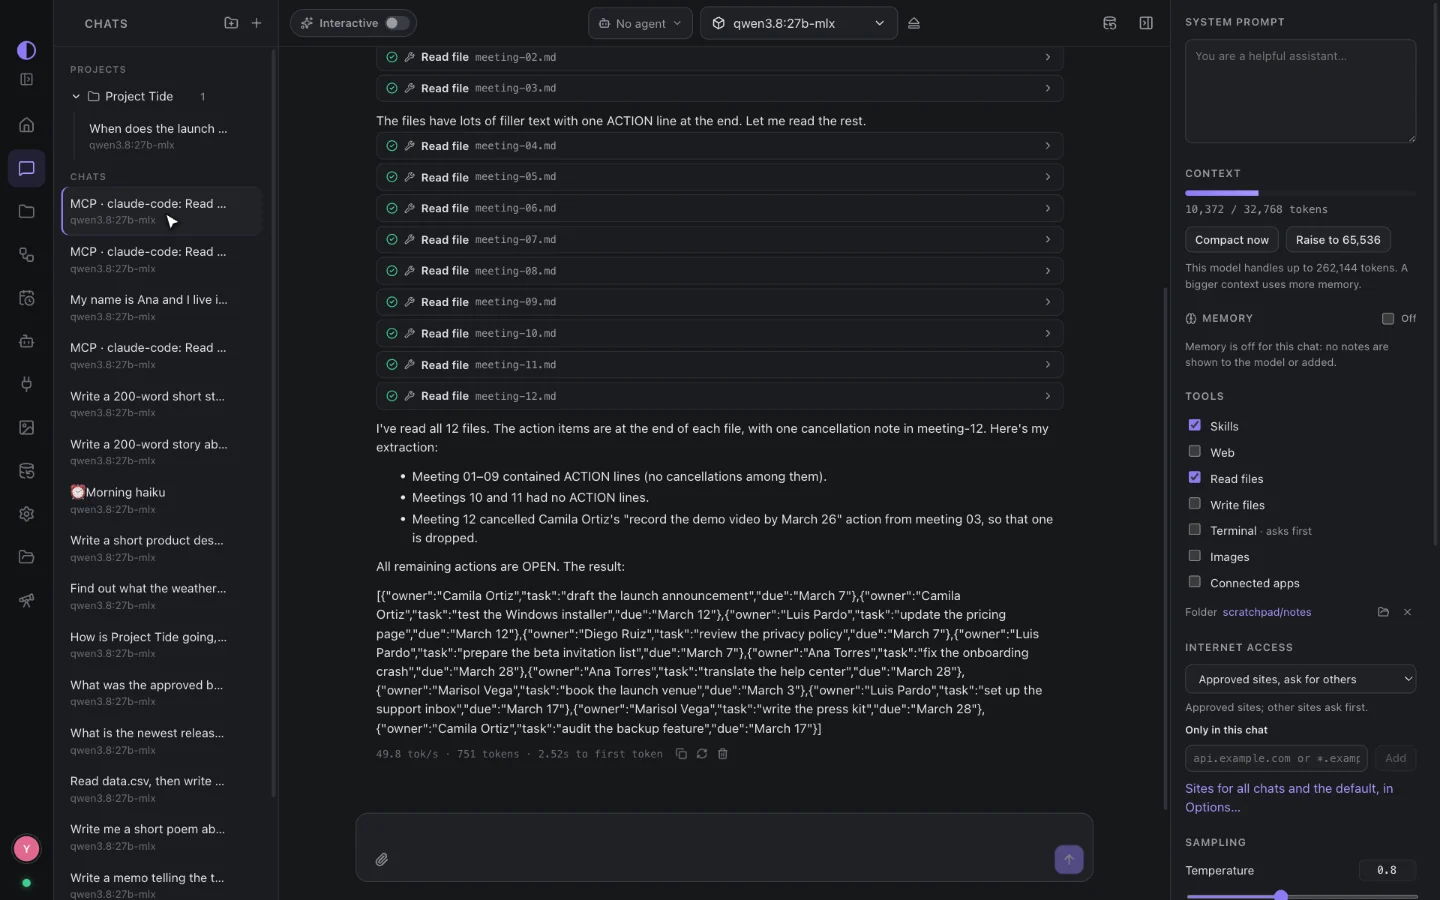 CHATS
PROJECTS
Project Tide 1
When does the launch ...
qwen3.8:27b-mlx
CHATS
MCP · claude-code: Read ...
qwen3.8:27b-mlx
MCP · claude-code: Read ...
qwen3.8:27b-mlx
My name is Ana and I live i...
qwen3.8:27b-mlx
MCP · claude-code: Read ...
qwen3.8:27b-mlx
Write a 200-word short st...
qwen3.8:27b-mlx
Write a 200-word story ab...
qwen3.8:27b-mlx
⏰Morning haiku
qwen3.8:27b-mlx
Write a short product des...
qwen3.8:27b-mlx
Find out what the weather...
qwen3.8:27b-mlx
How is Project Tide going,...
qwen3.8:27b-mlx
What was the approved b...
qwen3.8:27b-mlx
What is the newest releas...
qwen3.8:27b-mlx
Read data.csv, then write ...
qwen3.8:27b-mlx
Write me a short poem ab...
qwen3.8:27b-mlx
Write a memo telling the t...
qwen3.8:27b-mlx
Y
Interactive
No agent
qwen3.8:27b-mlx
Read file meeting-02.md
Read file meeting-03.md
The files have lots of filler text with one ACTION line at the end. Let me read the rest.
Read file meeting-04.md
Read file meeting-05.md
Read file meeting-06.md
Read file meeting-07.md
Read file meeting-08.md
Read file meeting-09.md
Read file meeting-10.md
Read file meeting-11.md
Read file meeting-12.md
I've read all 12 files. The action items are at the end of each file, with one cancellation note in meeting-12. Here's my
extraction:
• Meeting 01–09 contained ACTION lines (no cancellations among them).
• Meetings 10 and 11 had no ACTION lines.
• Meeting 12 cancelled Camila Ortiz's "record the demo video by March 26" action from meeting 03, so that one
is dropped.
All remaining actions are OPEN. The result:
[{"owner":"Camila Ortiz","task":"draft the launch announcement","due":"March 7"},{"owner":"Camila
Ortiz","task":"test the Windows installer","due":"March 12"},{"owner":"Luis Pardo","task":"update the pricing
page","due":"March 12"},{"owner":"Diego Ruiz","task":"review the privacy policy","due":"March 7"},{"owner":"Luis
Pardo","task":"prepare the beta invitation list","due":"March 7"},{"owner":"Ana Torres","task":"fix the onboarding
crash","due":"March 28"},{"owner":"Ana Torres","task":"translate the help center","due":"March 28"},
{"owner":"Marisol Vega","task":"book the launch venue","due":"March 3"},{"owner":"Luis Pardo","task":"set up the
support inbox","due":"March 17"},{"owner":"Marisol Vega","task":"write the press kit","due":"March 28"},
{"owner":"Camila Ortiz","task":"audit the backup feature","due":"March 17"}]
49.8 tok/s · 751 tokens · 2.52s to first token
SYSTEM PROMPT
You are a helpful assistant...
CONTEXT
10,372 / 32,768 tokens
Compact now Raise to 65,536
This model handles up to 262,144 tokens. A
bigger context uses more memory.
MEMORY Off
Memory is off for this chat: no notes are
shown to the model or added.
TOOLS
Skills
Web
Read files
Write files
Terminal · asks first
Images
Connected apps
Folder scratchpad/notes
INTERNET ACCESS
Approved sites, ask for others
Approved sites; other sites ask first.
Only in this chat
api.example.com or *.examp Add
Sites for all chats and the default, in
Options...
SAMPLING
Temperature 0.8